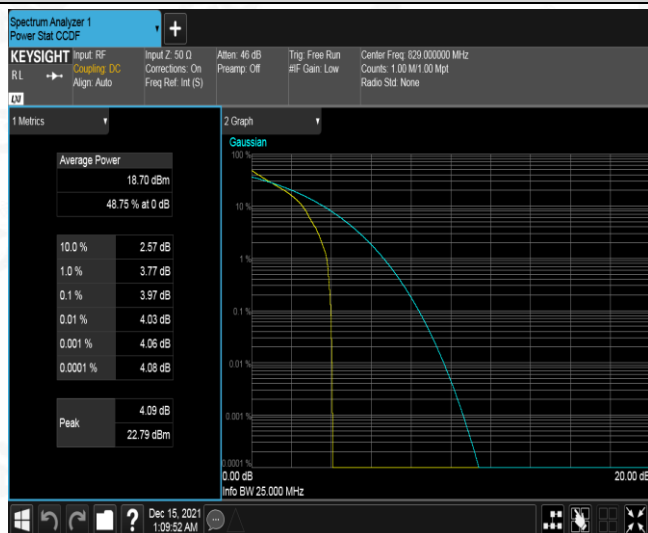 Spectrum Analyzer 1
Power Stat CCDF
+
KEYSIGHT
RL
Input: RF
Coupling: DC
Align: Auto
Input Z: 50 Ω
Corrections: On
Freq Ref: Int (S)
Atten: 46 dB
Preamp: Off
Trig: Free Run
#IF Gain: Low
Center Freq: 829.000000 MHz
Counts: 1.00 M/1.00 Mpt
Radio Std: None
LXI
1 Metrics
Average Power
18.70 dBm
48.75 % at 0 dB
10.0 % 2.57 dB
1.0 % 3.77 dB
0.1 % 3.97 dB
0.01 % 4.03 dB
0.001 % 4.06 dB
0.0001 % 4.08 dB
Peak
4.09 dB
22.79 dBm
2 Graph
Gaussian
100 %
10 %
1 %
0.1 %
0.01 %
0.001 %
0.0001 %
0.00 dB
20.00 dB
Info BW 25.000 MHz
?
Dec 15, 2021
1:09:52 AM